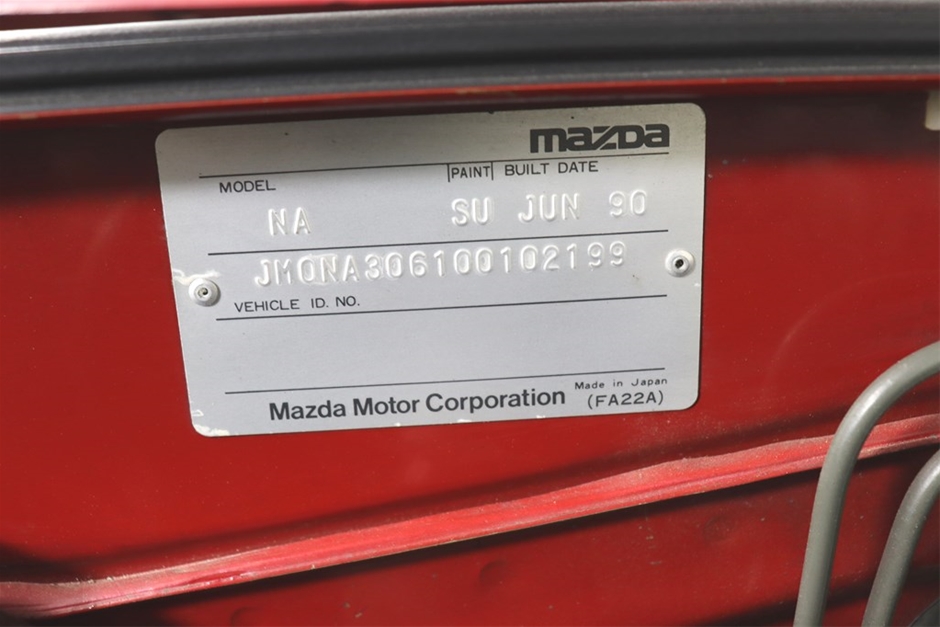 mazda
MODEL PAINT BUILT DATE
NA SU JUN 90
JM0NA306100102199
VEHICLE ID. NO.
Made in Japan
Mazda Motor Corporation (FA22A)